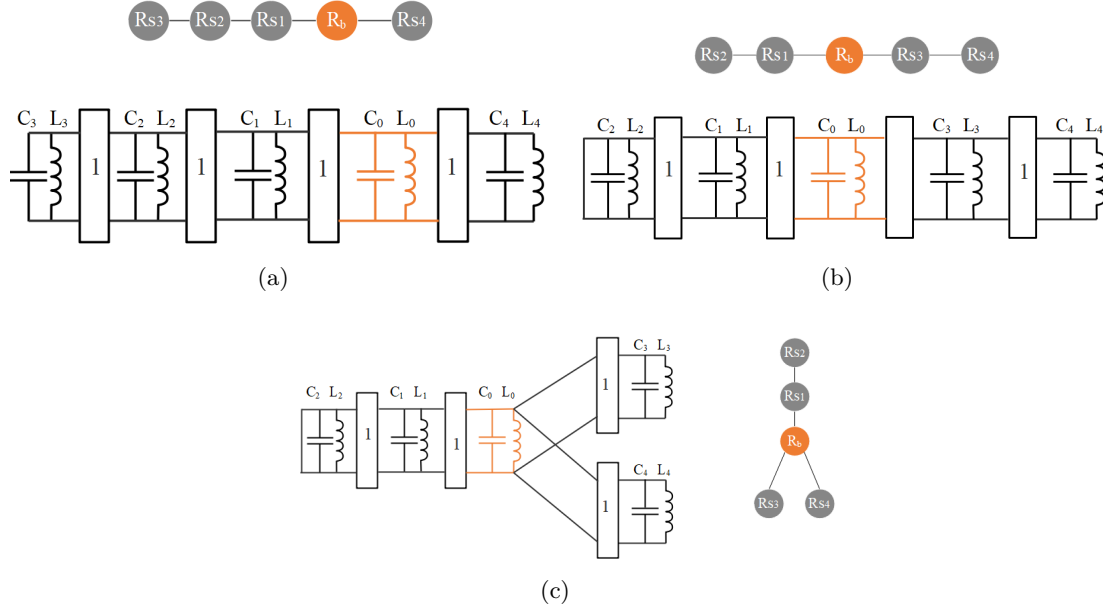 Rs3 Rs2 Rs1 Rb Rs4
C3 L3 C2 L2 C1 L1 C0 L0 C4 L4
1 1 1 1
(a)
Rs2 Rs1 Rb Rs3 Rs4
C2 L2 C1 L1 C0 L0 C3 L3 C4 L4
1 1 1
(b)
C3 L3
1
C2 L2 C1 L1 C0 L0
1 1
C4 L4
1
Rs2
Rs1
Rb
Rs3 Rs4
(c)